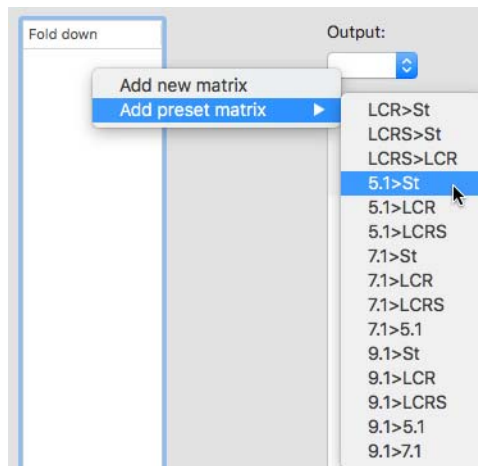 Fold down
Output:
Add new matrix
Add preset matrix
LCR>St
LCRS>St
LCRS>LCR
5.1>St
5.1>LCR
5.1>LCRS
7.1>St
7.1>LCR
7.1>LCRS
7.1>5.1
9.1>St
9.1>LCR
9.1>LCRS
9.1>5.1
9.1>7.1